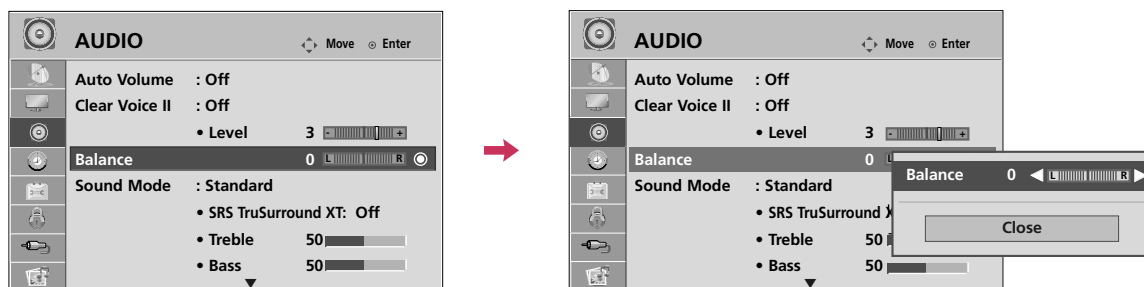 AUDIO
Move
Enter
Auto Volume : Off
Clear Voice II : Off
• Level 3 - +
Balance 0 L R
Sound Mode : Standard
• SRS TruSurround XT: Off
• Treble 50
• Bass 50
AUDIO
Move
Enter
Auto Volume : Off
Clear Voice II : Off
• Level 3 - +
Balance 0 L
Sound Mode : Standard
• SRS TruSurround
• Treble 50
• Bass 50
Balance 0 L R
Close